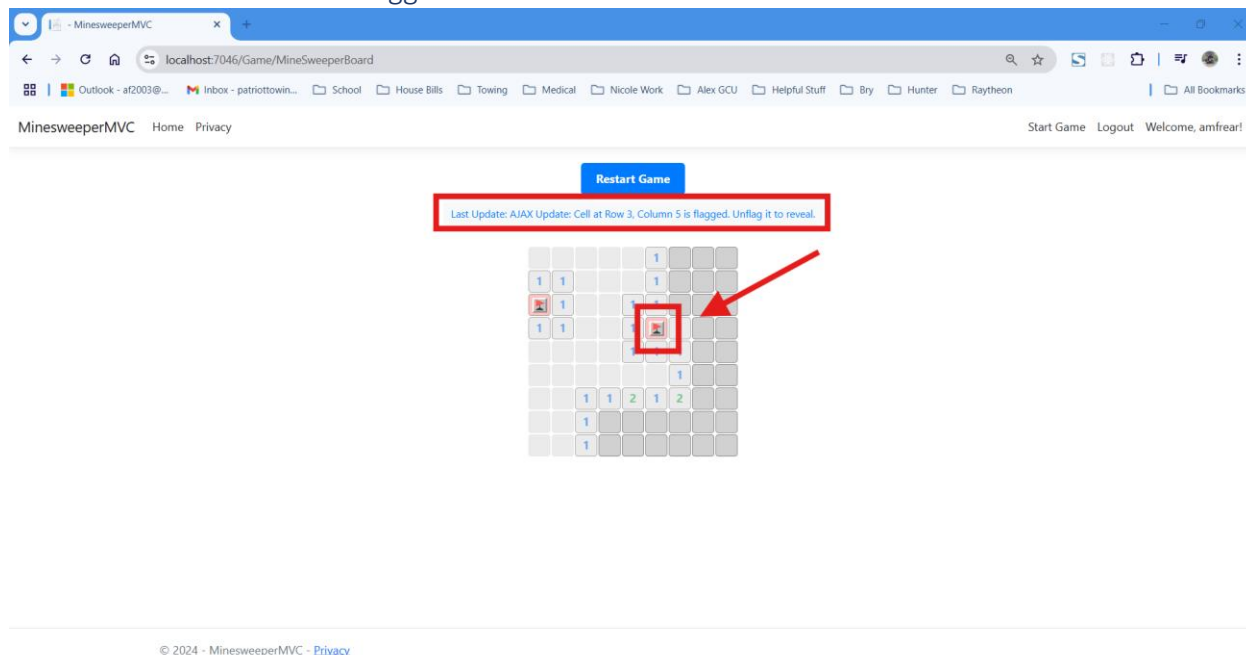 - MinesweeperMVC
localhost:7046/Game/MineSweeperBoard
Outlook - af2003@... Inbox - patriottowin... School House Bills Towing Medical Nicole Work Alex GCU Helpful Stuff Bry Hunter Raytheon All Bookmarks
MinesweeperMVC Home Privacy Start Game Logout Welcome, amfrear!
Restart Game
Last Update: AJAX Update: Cell at Row 3, Column 5 is flagged. Unflag it to reveal.
1
1 1 1
1 1 1
1 1 1
1 1
1
1 1 2 1 2
1
1
© 2024 - MinesweeperMVC - Privacy